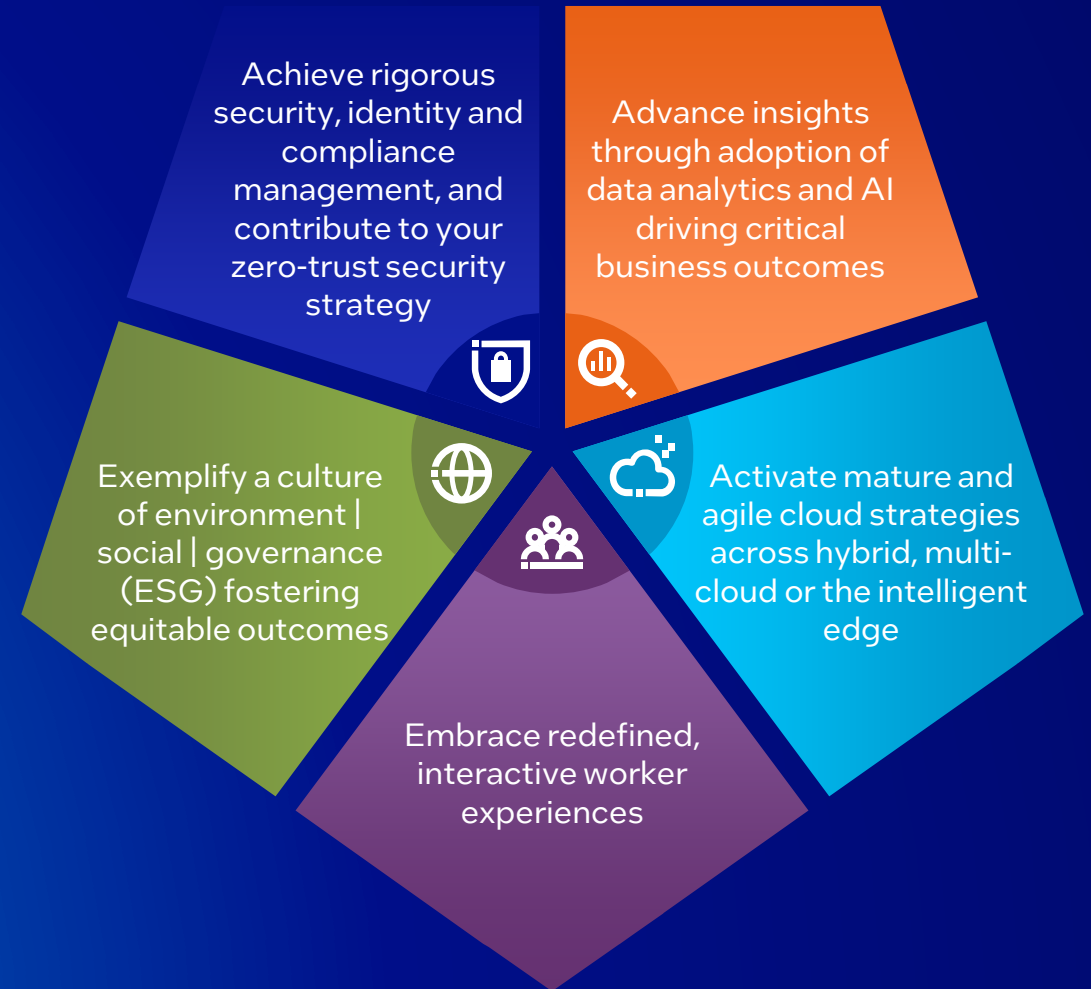 Achieve rigorous
security, identity and
compliance
management, and
contribute to your
zero-trust security
strategy
Advance insights
through adoption of
data analytics and AI
driving critical
business outcomes
Exemplify a culture
of environment |
social | governance
(ESG) fostering
equitable outcomes
Activate mature and
agile cloud strategies
across hybrid, multi-
cloud or the intelligent
edge
Embrace redefined,
interactive worker
experiences